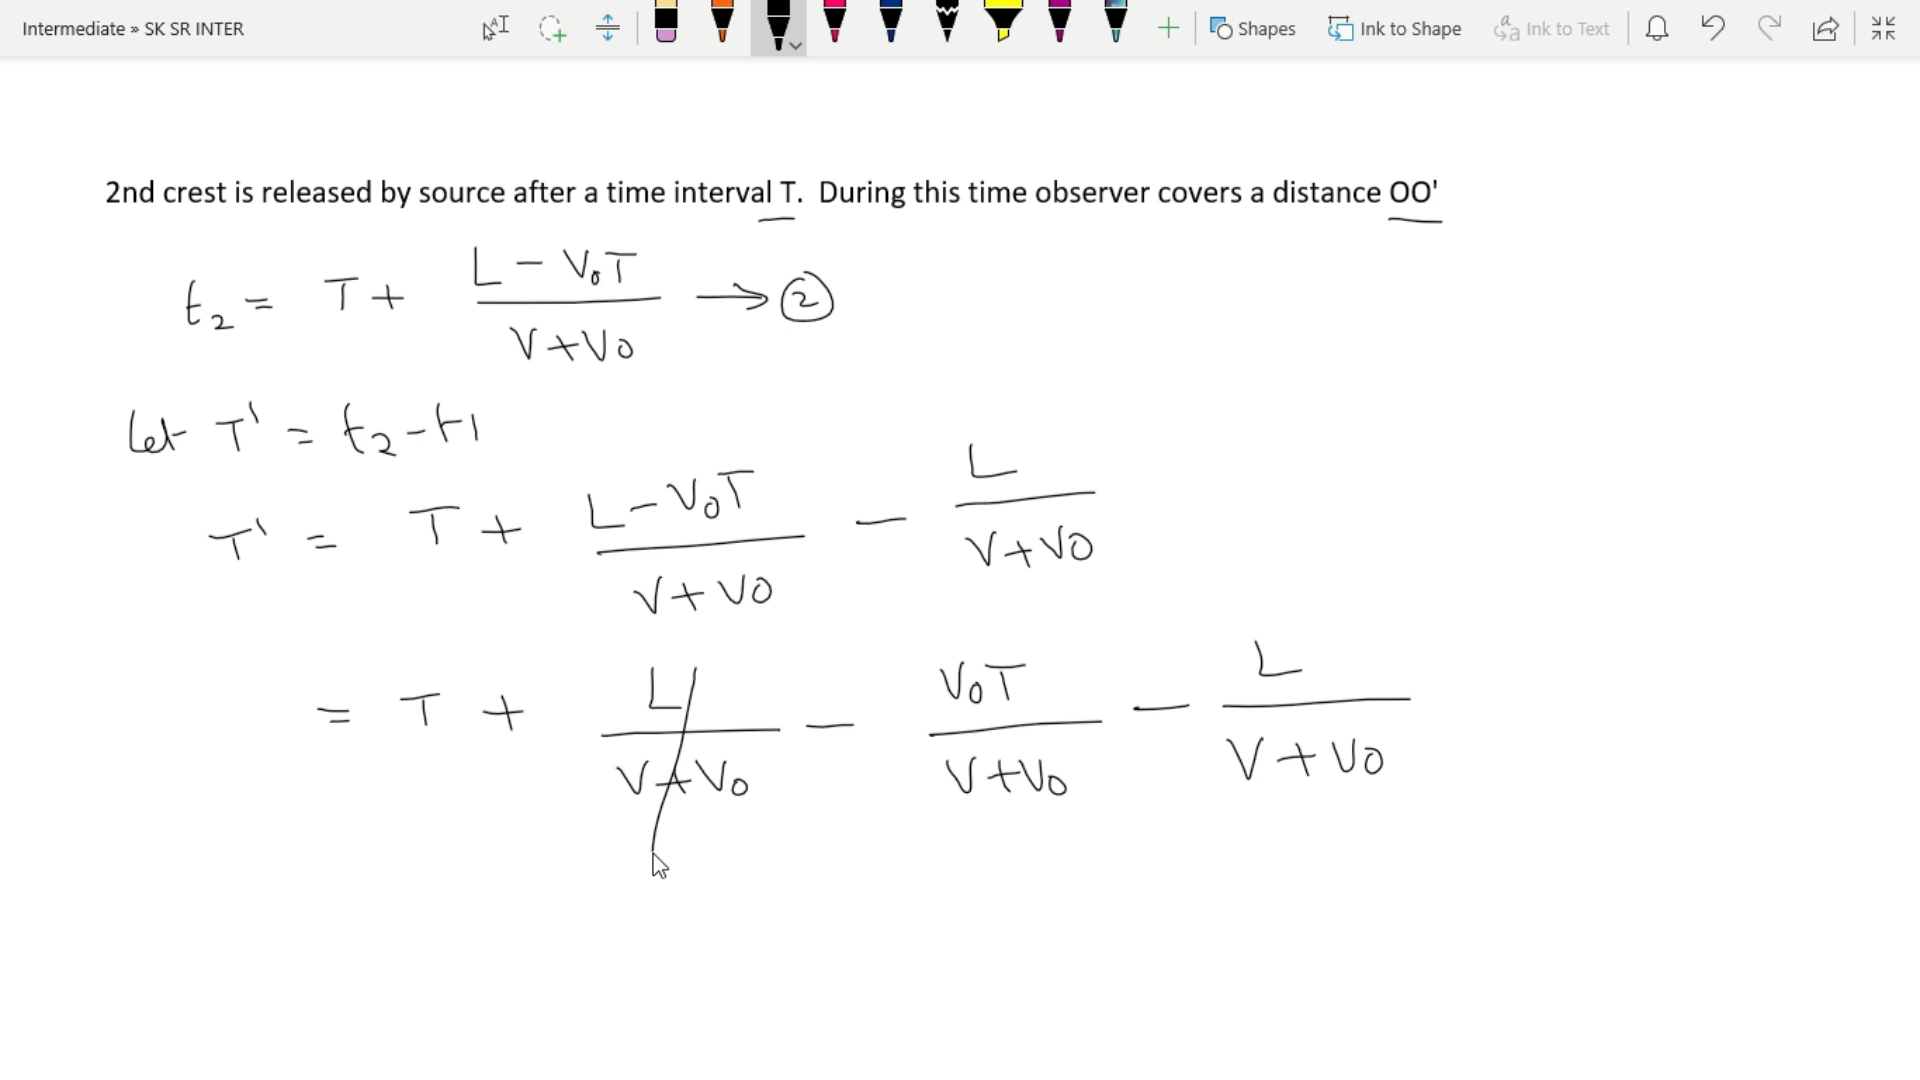 Intermediate » SK SR INTER
Shapes
Ink to Shape
Ink to Text
2nd crest is released by source after a time interval T. During this time observer covers a distance OO'
t₂ = T + (L - V₀T)/(V+V₀) → ②
Let T' = t₂-t₁
T' = T + (L-V₀T)/(V+V₀) - L/(V+V₀)
= T + L/(V+V₀) - V₀T/(V+V₀) - L/(V+V₀)